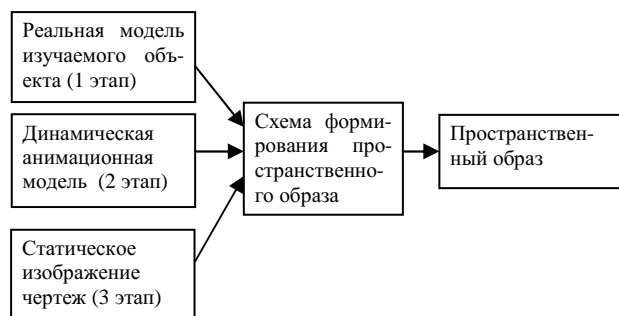 Реальная модель
изучаемого объ-
екта (1 этап)
Динамическая
анимационная
модель (2 этап)
Статическое
изображение
чертеж (3 этап)
Схема форми-
рования про-
странственно-
го образа
Пространствен-
ный образ